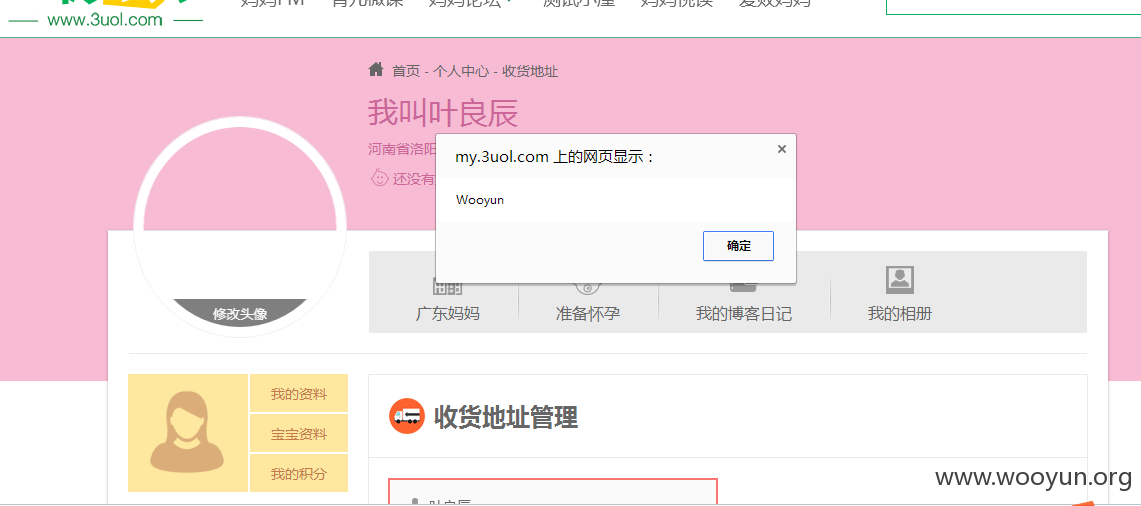 妈妈FM 育儿微课 妈妈论坛 测试小屋 妈妈悦读 爱败妈妈
www.3uol.com
首页 - 个人中心 - 收货地址
我叫叶良辰
河南省洛阳
还没有
my.3uol.com 上的网页显示：
Wooyun
确定
修改头像
广东妈妈 准备怀孕 我的博客日记 我的相册
我的资料
宝宝资料
我的积分
收货地址管理
叶良辰
www.wooyun.org